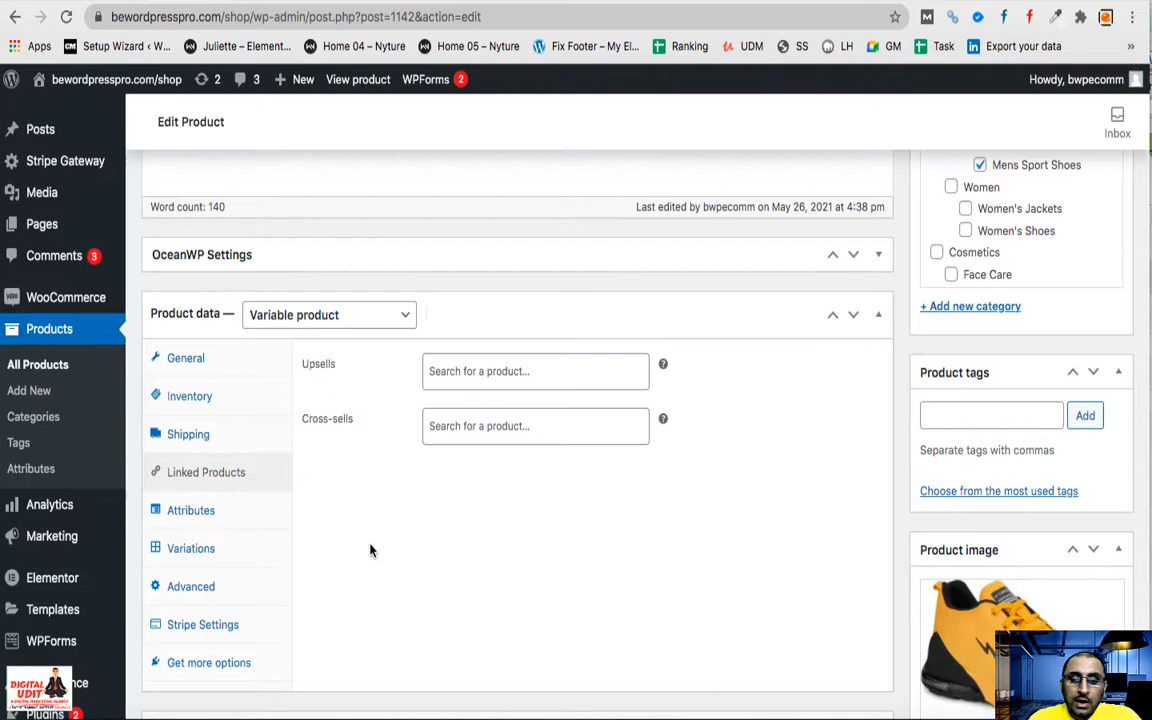 bewordpresspro.com/shop/wp-admin/post.php?post=1142&action=edit
Apps
Setup Wizard ‹ W...
Juliette – Element...
Home 04 – Nyture
Home 05 – Nyture
Fix Footer – My El...
Ranking
UDM
SS
LH
GM
Task
Export your data
»
bewordpresspro.com/shop
2
3
New
View product
WPForms 2
Howdy, bwpecomm
Edit Product
Inbox
Posts
Stripe Gateway
Media
Pages
Comments 3
WooCommerce
Products
All Products
Add New
Categories
Tags
Attributes
Analytics
Marketing
Elementor
Templates
WPForms
Plugins 2
DIGITAL
UDIT
Word count: 140
Last edited by bwpecomm on May 26, 2021 at 4:38 pm
OceanWP Settings
Product data —
Variable product
General
Inventory
Shipping
Linked Products
Attributes
Variations
Advanced
Stripe Settings
Get more options
Upsells
Search for a product...
Cross-sells
Search for a product...
Mens Sport Shoes
Women
Women's Jackets
Women's Shoes
Cosmetics
Face Care
+ Add new category
Product tags
Add
Separate tags with commas
Choose from the most used tags
Product image